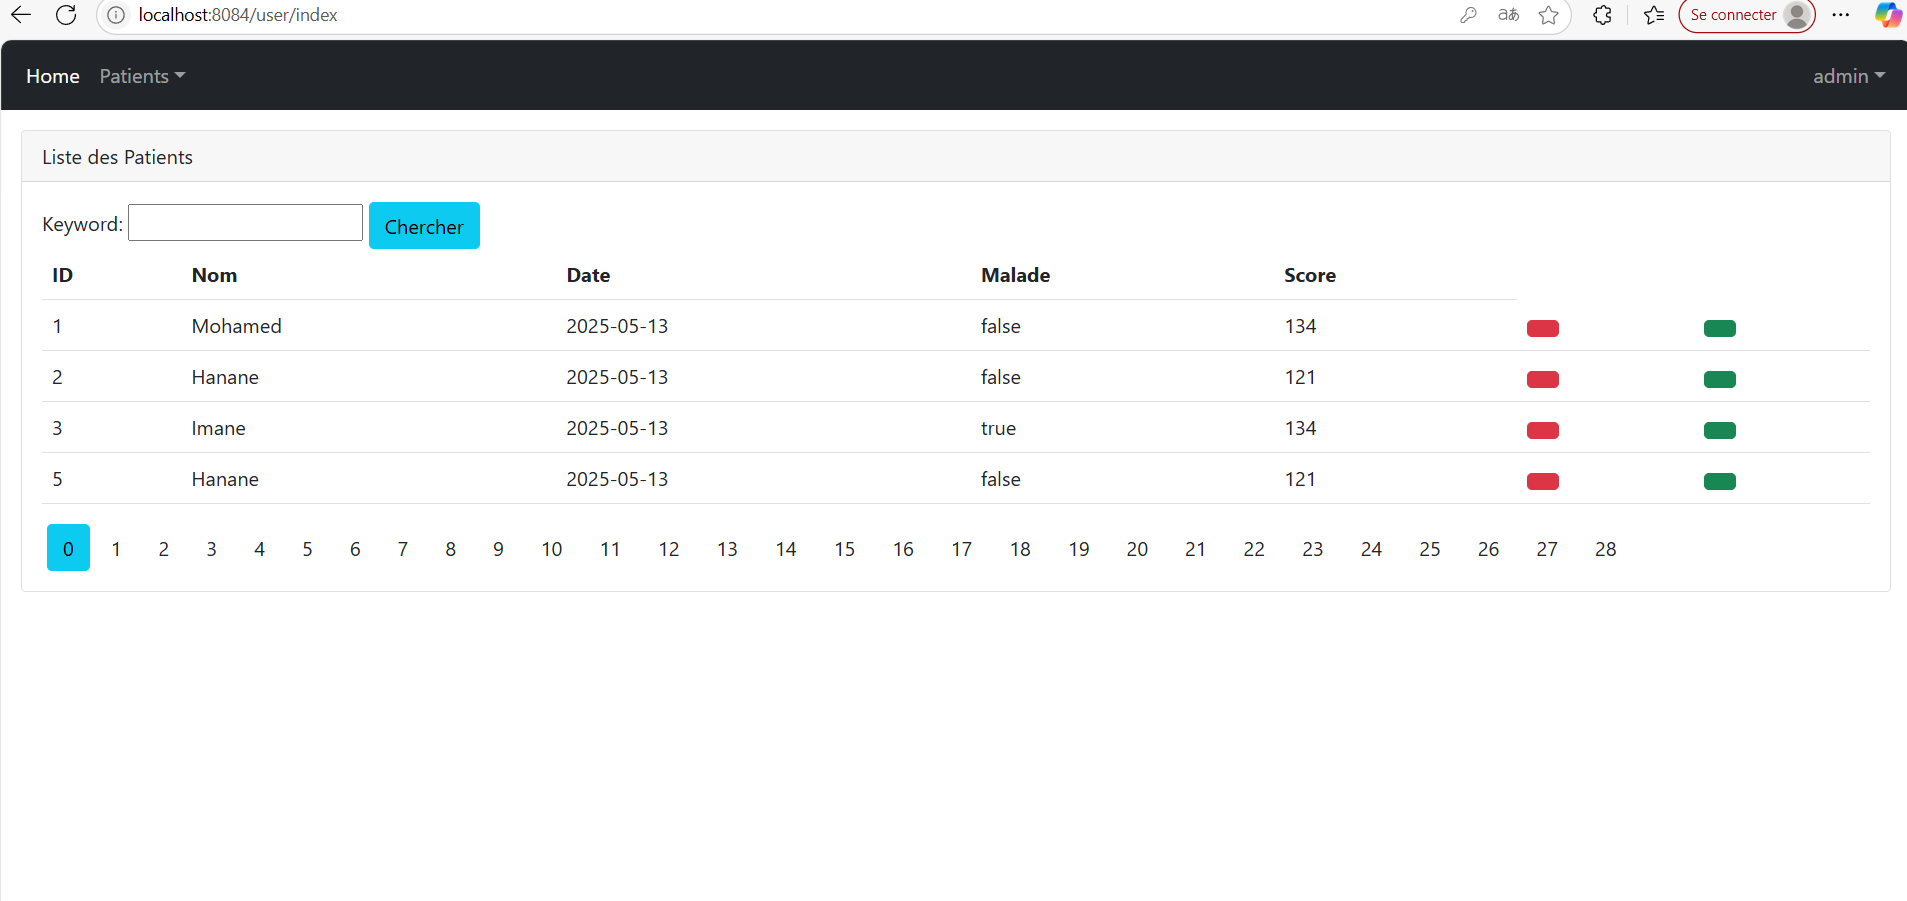 localhost:8084/user/index aあ Se connecter
Home Patients admin
Liste des Patients
Keyword: Chercher
ID Nom Date Malade Score
1 Mohamed 2025-05-13 false 134
2 Hanane 2025-05-13 false 121
3 Imane 2025-05-13 true 134
5 Hanane 2025-05-13 false 121
0 1 2 3 4 5 6 7 8 9 10 11 12 13 14 15 16 17 18 19 20 21 22 23 24 25 26 27 28